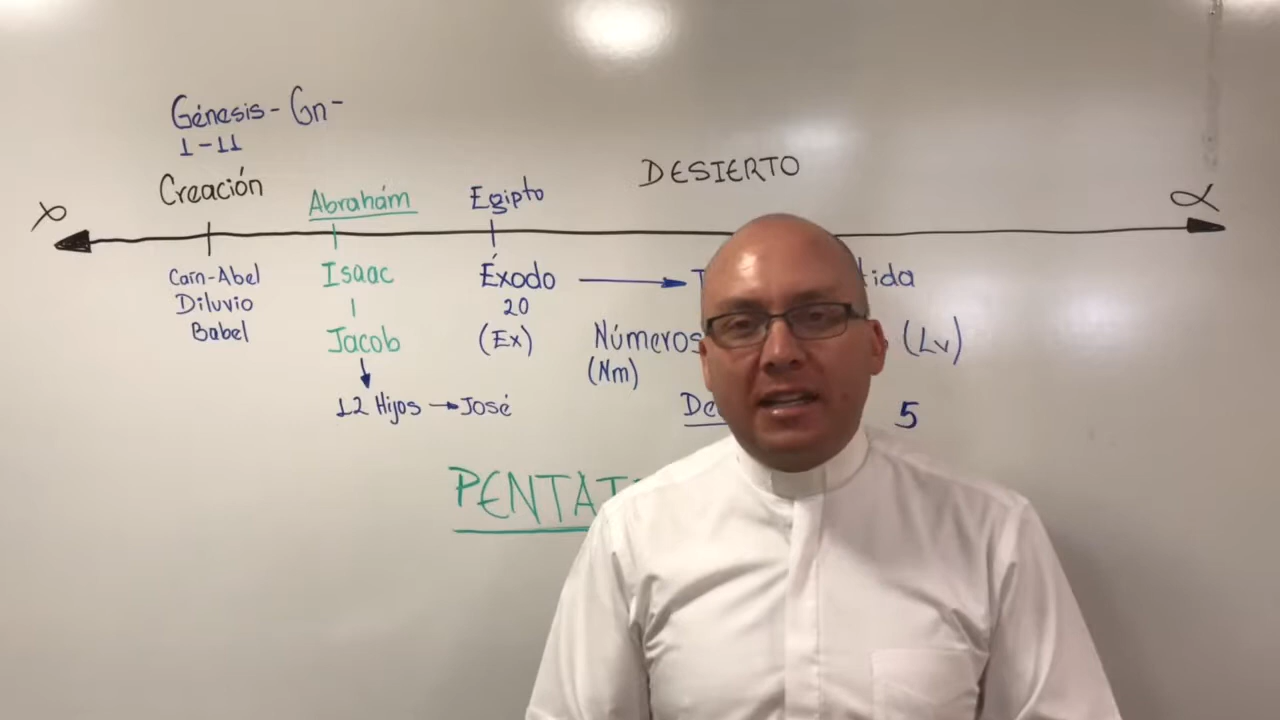 Génesis - Gn -
1-11
Creación
Abrahám
Egipto
DESIERTO
α
Caín-Abel
Diluvio
Babel
Isaac
Jacob
12 Hijos → José
Éxodo →
20
(Ex)
Números (Lv)
(Nm)
5